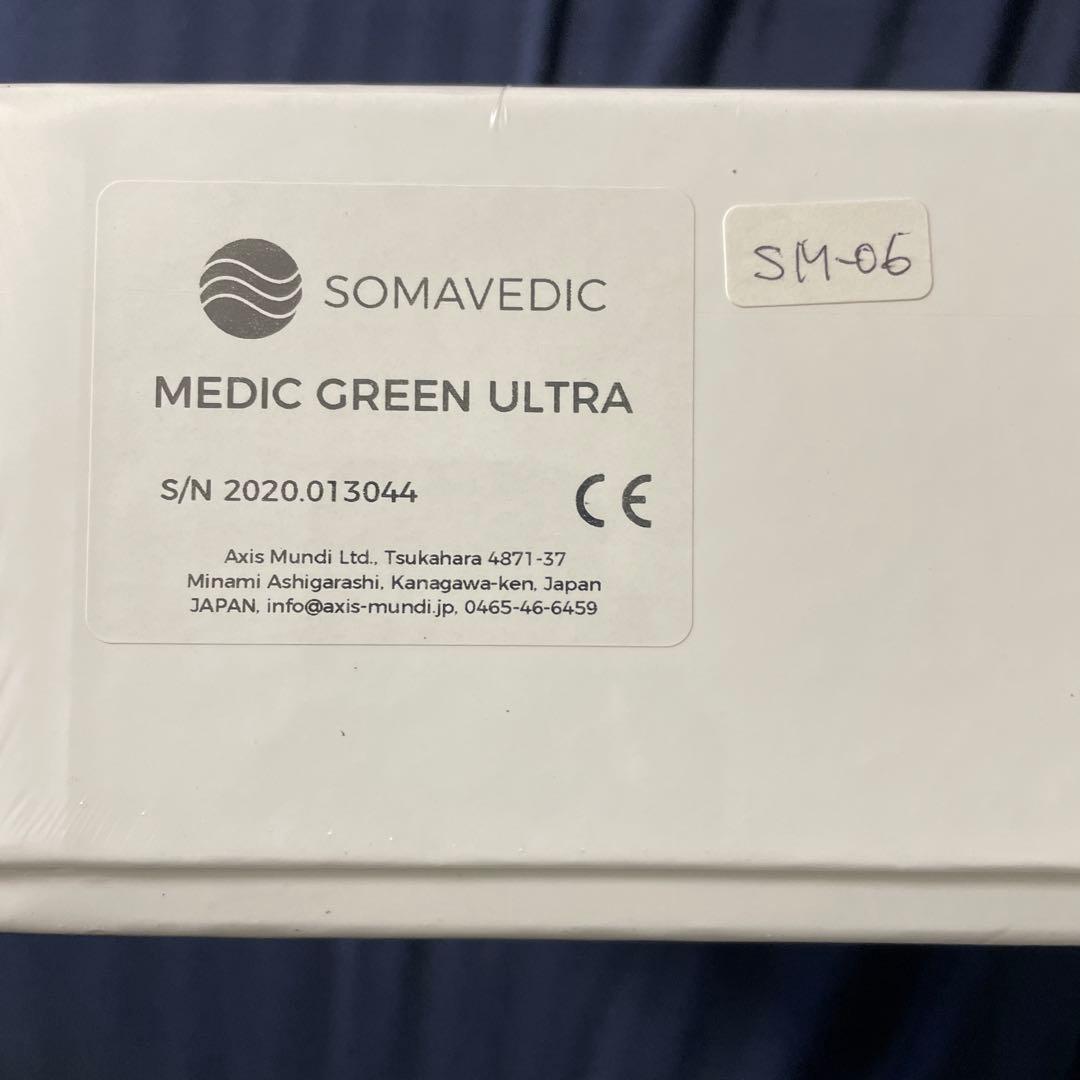 SOMAVEDIC
MEDIC GREEN ULTRA
S/N 2020.013044
CE
Axis Mundi Ltd., Tsukahara 4871-37
Minami Ashigarashi, Kanagawa-ken, Japan
JAPAN, info@axis-mundi.jp, 0465-46-6459
SM-06